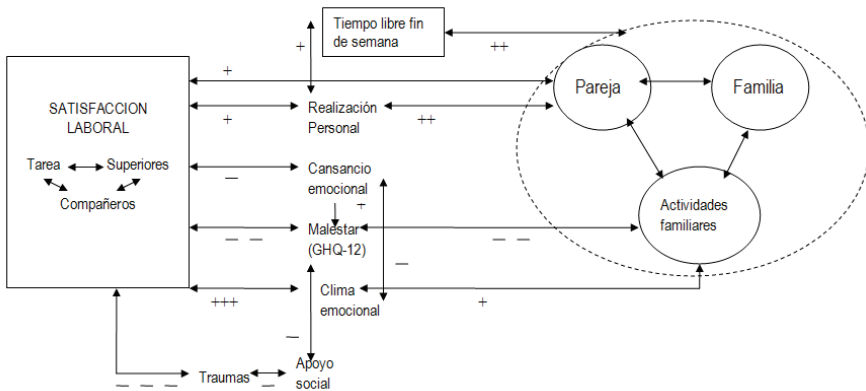 Tiempo libre fin
de semana
+
++
+
Pareja
Familia
SATISFACCION
LABORAL
+
Realización
Personal
++
Tarea
Superiores
Compañeros
—
Cansancio
emocional
+
— —
Malestar
(GHQ-12)
— —
Actividades
familiares
—
+++
Clima
emocional
+
—
— — —
Traumas
—
Apoyo
social